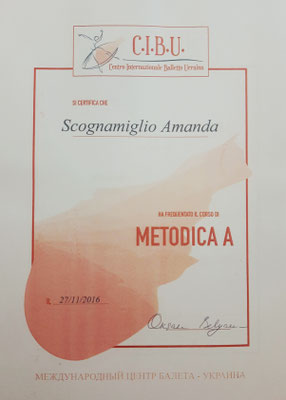 C.I.B.U.
Centro Internazionale Balletto Ucraina
SI CERTIFICA CHE
Scognamiglio Amanda
HA FREQUENTATO IL CORSO DI
METODICA A
IL 27/11/2016
МЕЖДУНАРОДНЫЙ ЦЕНТР БАЛЕТА - УКРАИНА